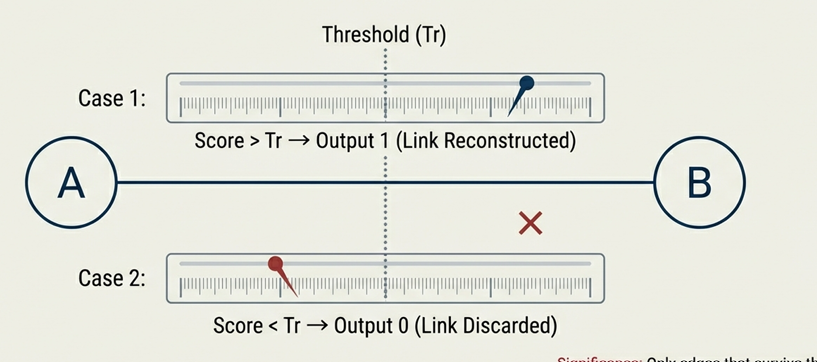 Threshold (Tr)
Case 1:
Score > Tr → Output 1 (Link Reconstructed)
A
B
Case 2:
Score < Tr → Output 0 (Link Discarded)
Significance: Only edges that survive th